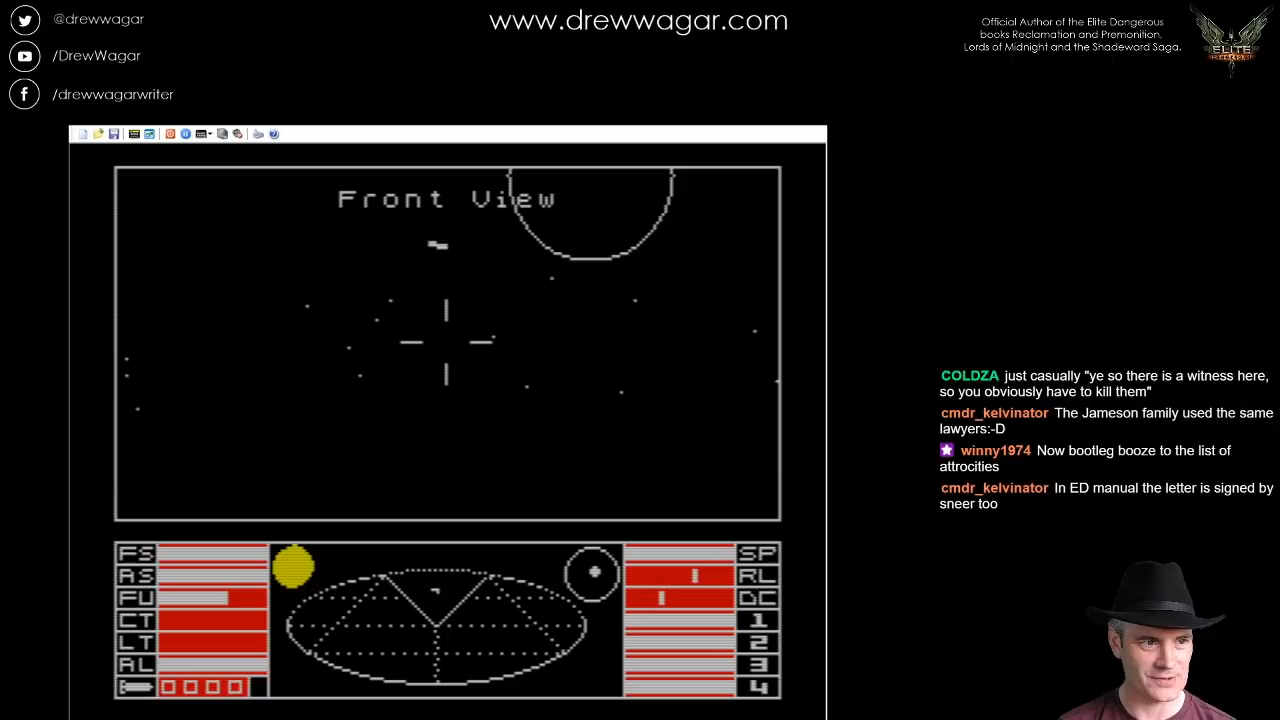 @drewwagar
/DrewWagar
/drewwagarwriter
www.drewwagar.com
Official Author of the Elite Dangerous
books Reclamation and Premonition,
Lords of Midnight and the Shadeward Saga.
ELITE
DANGEROUS
Front View
FS
AS
FU
CT
LT
AL
SP
RL
DC
1
2
3
4
COLDZA just casually "ye so there is a witness here,
so you obviously have to kill them"
cmdr_kelvinator The Jameson family used the same
lawyers:-D
winny1974 Now bootleg booze to the list of
attrocities
cmdr_kelvinator In ED manual the letter is signed by
sneer too